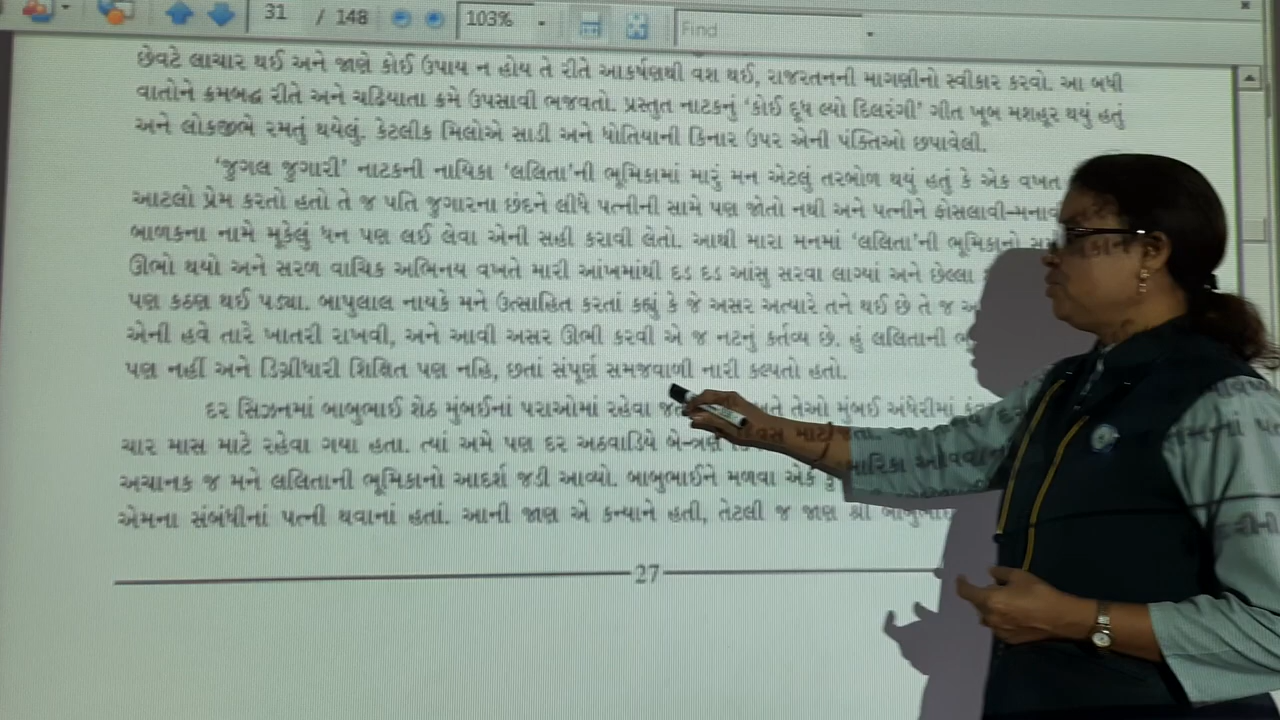 31 / 148 103% Find
છેવટે લાચાર થઈ અને જાણે કોઈ ઉપાય ન હોય તે રીતે આકર્ષણથી વશ થઈ, રાજરતનની માગણીનો સ્વીકાર કરવો. આ બધી
વાતોને ક્રમબદ્ધ રીતે અને ચઢિયાતા ક્રમે ઉપસાવી ભજવતો. પ્રસ્તુત નાટકનું ‘કોઈ દૂધ લ્યો દિલરંગી’ ગીત ખૂબ મશહૂર થયું હતું
અને લોકજીભે રમતું થયેલું. કેટલીક મિલોએ સાડી અને ધોતિયાની કિનાર ઉપર એની પંક્તિઓ છપાવેલી.
‘જુગલ જુગારી’ નાટકની નાયિકા ‘લલિતા’ની ભૂમિકામાં મારું મન એટલું તરબોળ થયું હતું કે એક વખત
આટલો પ્રેમ કરતો હતો તે જ પતિ જુગારના છંદને લીધે પત્નીની સામે પણ જોતો નથી અને પત્નીને ફોસલાવી-મનાવ
બાળકના નામે મૂકેલું ધન પણ લઈ લેવા એની સહી કરાવી લેતો. આથી મારા મનમાં ‘લલિતા’ની ભૂમિકાનો
ઊભો થયો અને સરળ વાચિક અભિનય વખતે મારી આંખમાંથી દડ દડ આંસુ સરવા લાગ્યાં અને છેલ્લા
પણ કઠણ થઈ પડ્યા. બાપુલાલ નાયકે મને ઉત્સાહિત કરતાં કહ્યું કે જે અસર અત્યારે તને થઈ છે તે જ
એની હવે તારે ખાતરી રાખવી, અને આવી અસર ઊભી કરવી એ જ નટનું કર્તવ્ય છે. હું લલિતાની
પણ નહીં અને ડિગ્રીધારી શિક્ષિત પણ નહિ, છતાં સંપૂર્ણ સમજવાળી નારી કલ્પતો હતો.
દર સિઝનમાં બાબુભાઈ શેઠ મુંબઈનાં પરાઓમાં રહેવા તેઓ મુંબઈ અંધેરીમાં
ચાર માસ માટે રહેવા ગયા હતા. ત્યાં અમે પણ દર અઠવાડિયે બે-ત્રણ
અચાનક જ મને લલિતાની ભૂમિકાનો આદર્શ જડી આવ્યો. બાબુભાઈને મળવા એક
એમના સંબંધીનાં પત્ની થવાનાં હતાં. આની જાણ એ કન્યાને હતી, તેટલી જ જાણ શ્રી
27